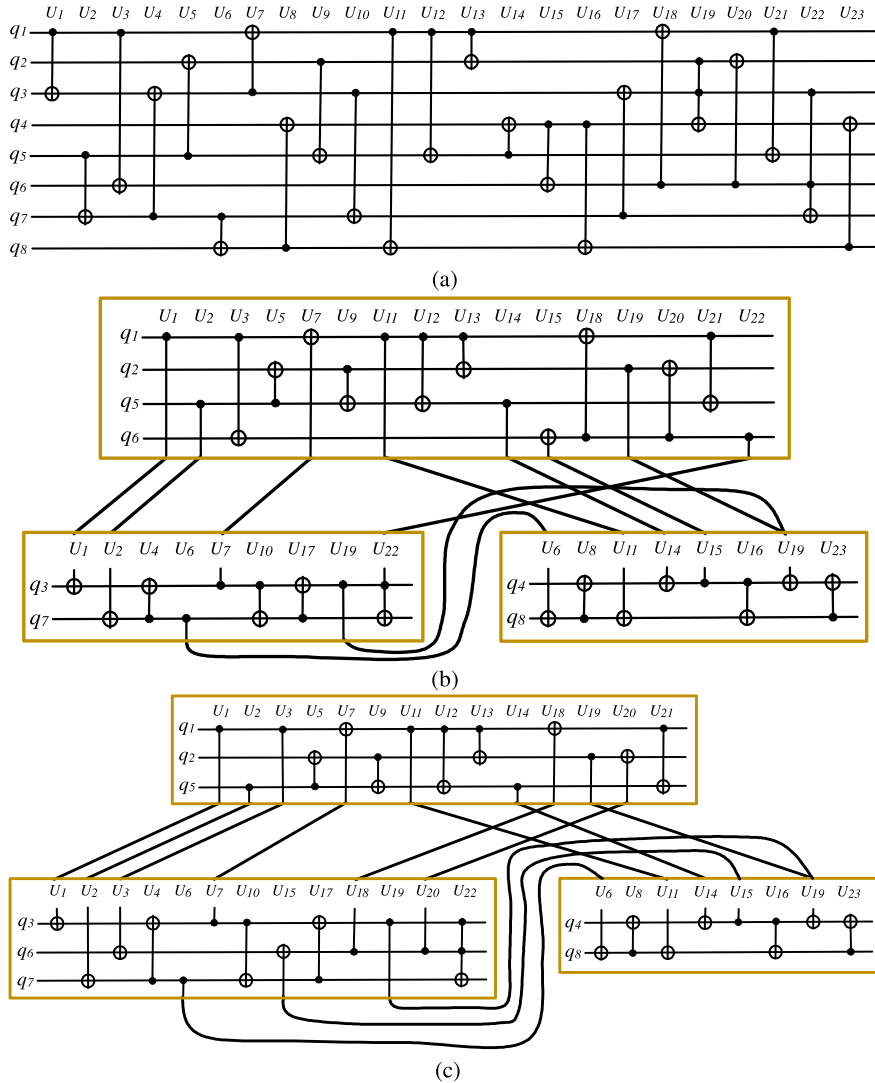 U1 U2 U3 U4 U5 U6 U7 U8 U9 U10 U11 U12 U13 U14 U15 U16 U17 U18 U19 U20 U21 U22 U23
q1
q2
q3
q4
q5
q6
q7
q8
(a)
U1 U2 U3 U5 U7 U9 U11 U12 U13 U14 U15 U18 U19 U20 U21 U22
q1
q2
q5
q6
U1 U2 U4 U6 U7 U10 U17 U19 U22
q3
q7
U6 U8 U11 U14 U15 U16 U19 U23
q4
q8
(b)
U1 U2 U3 U5 U7 U9 U11 U12 U13 U14 U18 U19 U20 U21
q1
q2
q5
U1 U2 U3 U4 U6 U7 U10 U15 U17 U18 U19 U20 U22
q3
q6
q7
U6 U8 U11 U14 U15 U16 U19 U23
q4
q8
(c)